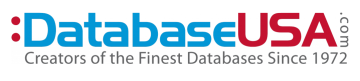 :DatabaseUSA.com
Creators of the Finest Databases Since 1972